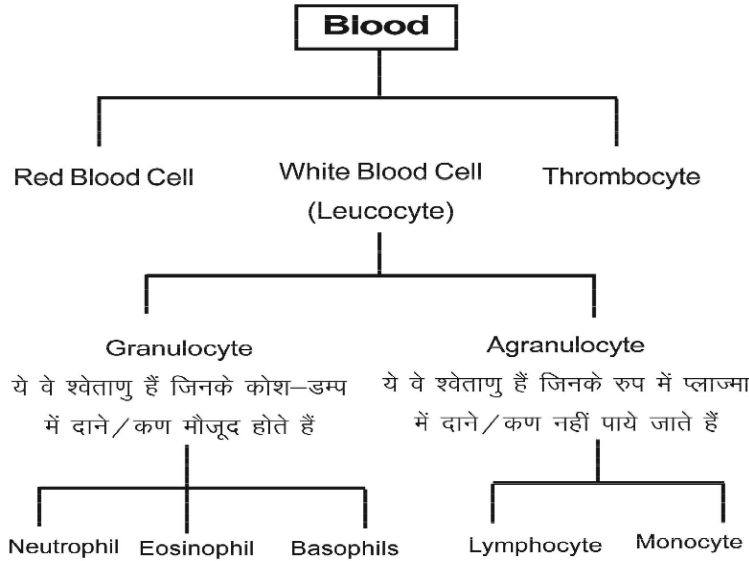 Blood
Red Blood Cell
White Blood Cell
(Leucocyte)
Thrombocyte
Granulocyte
ये वे श्वेताणु हैं जिनके कोश–डम्प
में दाने/कण मौजूद होते हैं
Agranulocyte
ये वे श्वेताणु हैं जिनके रुप में प्लाज्मा
में दाने/कण नहीं पाये जाते हैं
Neutrophil
Eosinophil
Basophils
Lymphocyte
Monocyte